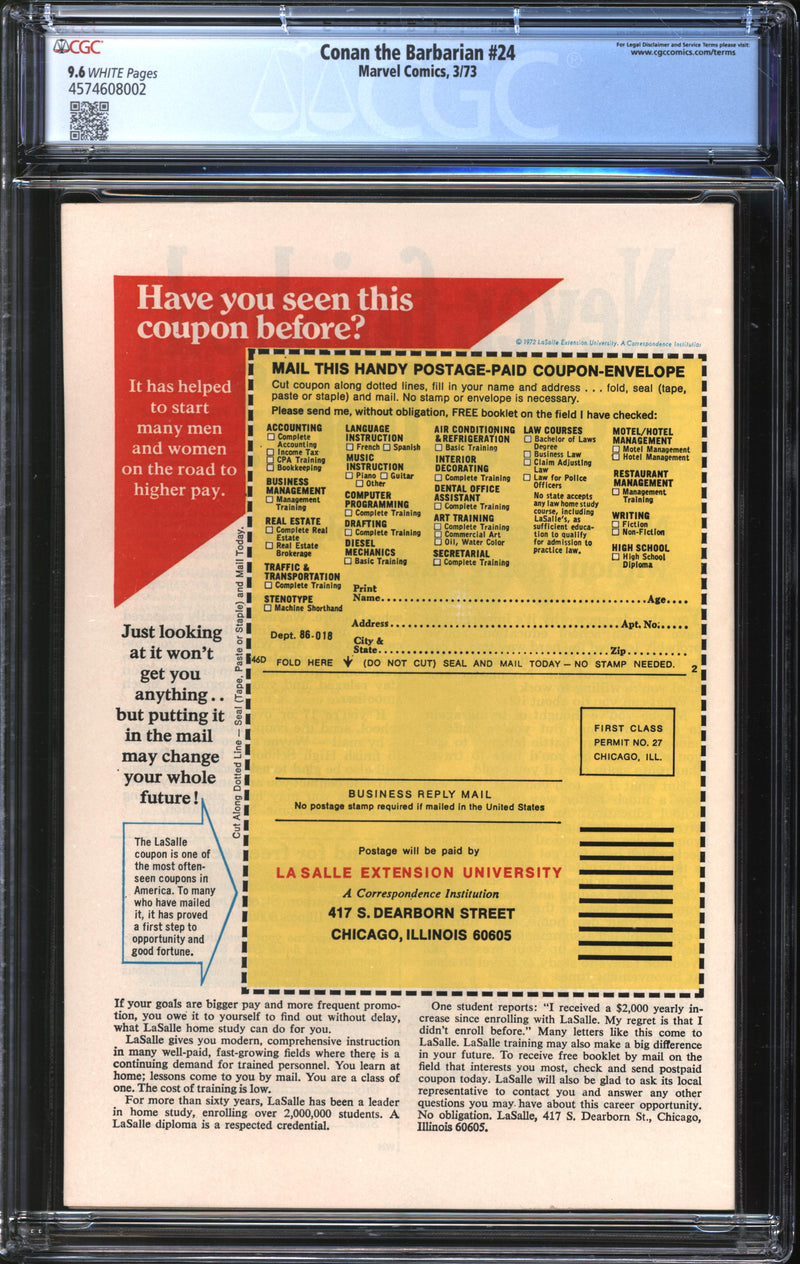 CGC
9.6 WHITE Pages
4574608002
Conan the Barbarian #24
Marvel Comics, 3/73
For Legal Disclaimer and Service Terms please visit:
www.cgccomics.com/terms
CGC®
Have you seen this
coupon before?
© 1972 LaSalle Extension University. A Correspondence Institution
It has helped
to start
many men
and women
on the road to
higher pay.
Just looking
at it won't
get you
anything . .
but putting it
in the mail
may change
your whole
future!
The LaSalle
coupon is one of
the most often-
seen coupons in
America. To many
who have mailed
it, it has proved
a first step to
opportunity and
good fortune.
Cut Along Dotted Line — Seal (Tape, Paste or Staple) and Mail Today.
MAIL THIS HANDY POSTAGE-PAID COUPON-ENVELOPE
Cut coupon along dotted lines, fill in your name and address . . . fold, seal (tape,
paste or staple) and mail. No stamp or envelope is necessary.
Please send me, without obligation, FREE booklet on the field I have checked:
ACCOUNTING
Complete
Accounting
Income Tax
CPA Training
Bookkeeping
BUSINESS
MANAGEMENT
Management
Training
REAL ESTATE
Complete Real
Estate
Real Estate
Brokerage
TRAFFIC &
TRANSPORTATION
Complete Training
STENOTYPE
Machine Shorthand
LANGUAGE
INSTRUCTION
French Spanish
MUSIC
INSTRUCTION
Piano Guitar
Other
COMPUTER
PROGRAMMING
Complete Training
DRAFTING
Complete Training
DIESEL
MECHANICS
Basic Training
AIR CONDITIONING
& REFRIGERATION
Basic Training
INTERIOR
DECORATING
Complete Training
DENTAL OFFICE
ASSISTANT
Complete Training
ART TRAINING
Complete Training
Commercial Art
Oil, Water Color
SECRETARIAL
Complete Training
LAW COURSES
Bachelor of Laws
Degree
Business Law
Claim Adjusting
Law
Law for Police
Officers
No state accepts
any law home study
course, including
LaSalle's, as
sufficient educa-
tion to qualify
for admission to
practice law.
MOTEL/HOTEL
MANAGEMENT
Motel Management
Hotel Management
RESTAURANT
MANAGEMENT
Management
Training
WRITING
Fiction
Non-Fiction
HIGH SCHOOL
High School
Diploma
Print
Name Age
Address Apt. No.
Dept. 86-018
City &
State Zip
46D FOLD HERE (DO NOT CUT) SEAL AND MAIL TODAY — NO STAMP NEEDED. 2
FIRST CLASS
PERMIT NO. 27
CHICAGO, ILL.
BUSINESS REPLY MAIL
No postage stamp required if mailed in the United States
Postage will be paid by
LA SALLE EXTENSION UNIVERSITY
A Correspondence Institution
417 S. DEARBORN STREET
CHICAGO, ILLINOIS 60605
If your goals are bigger pay and more frequent promo-
tion, you owe it to yourself to find out without delay,
what LaSalle home study can do for you.
LaSalle gives you modern, comprehensive instruction
in many well-paid, fast-growing fields where there is a
continuing demand for trained personnel. You learn at
home; lessons come to you by mail. You are a class of
one. The cost of training is low.
For more than sixty years, LaSalle has been a leader
in home study, enrolling over 2,000,000 students. A
LaSalle diploma is a respected credential.
One student reports: "I received a $2,000 yearly in-
crease since enrolling with LaSalle. My regret is that I
didn't enroll before." Many letters like this come to
LaSalle. LaSalle training may also make a big difference
in your future. To receive free booklet by mail on the
field that interests you most, check and send postpaid
coupon today. LaSalle will also be glad to ask its local
representative to contact you and answer any other
questions you may have about this career opportunity.
No obligation. LaSalle, 417 S. Dearborn St., Chicago,
Illinois 60605.